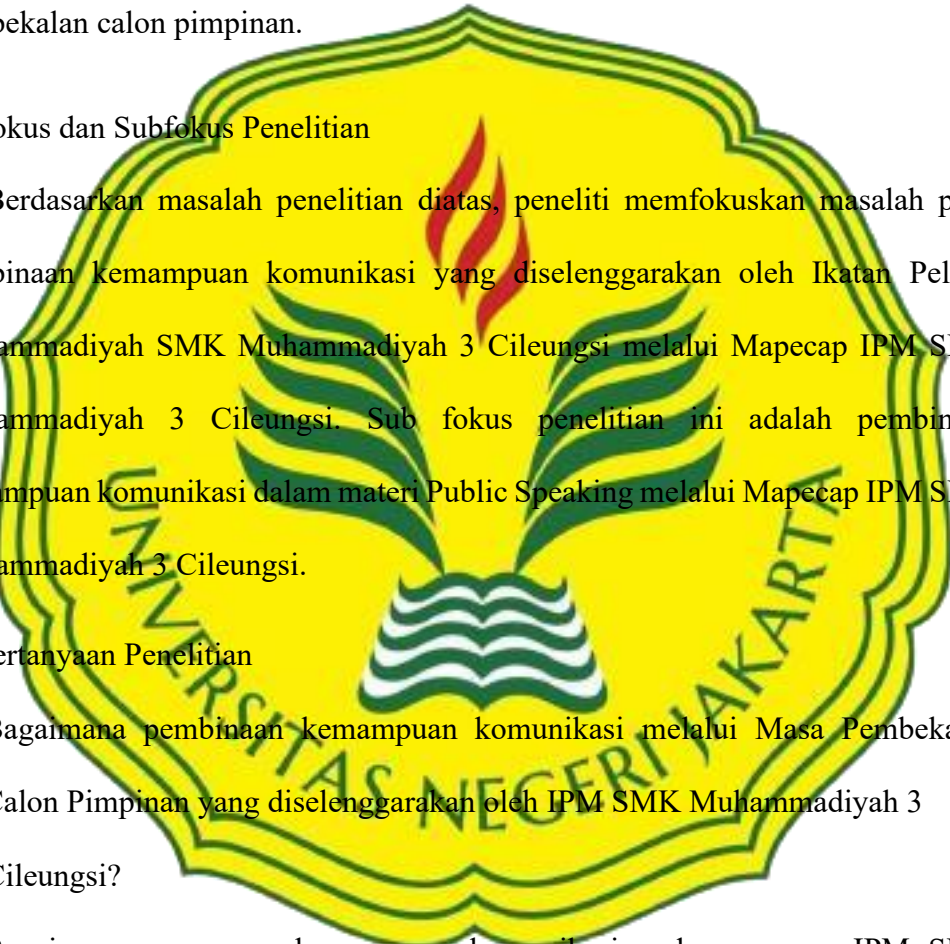 bekalan calon pimpinan.
okus dan Subfokus Penelitian
Berdasarkan masalah penelitian diatas, peneliti memfokuskan masalah p
binaan kemampuan komunikasi yang diselenggarakan oleh Ikatan Pel
ammadiyah SMK Muhammadiyah 3 Cileungsi melalui Mapecap IPM S
ammadiyah 3 Cileungsi. Sub fokus penelitian ini adalah pembin
ampuan komunikasi dalam materi Public Speaking melalui Mapecap IPM S
ammadiyah 3 Cileungsi.
ertanyaan Penelitian
Bagaimana pembinaan kemampuan komunikasi melalui Masa Pembeka
Calon Pimpinan yang diselenggarakan oleh IPM SMK Muhammadiyah 3
Cileungsi?
UNIVERSITAS NEGERI JAKARTA